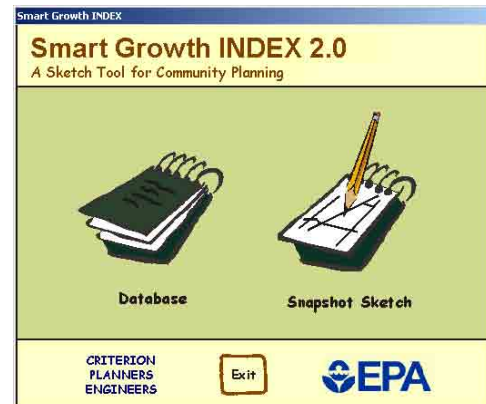 Smart Growth INDEX
Smart Growth INDEX 2.0
A Sketch Tool for Community Planning
Database
Snapshot Sketch
CRITERION
PLANNERS
ENGINEERS
Exit
EPA